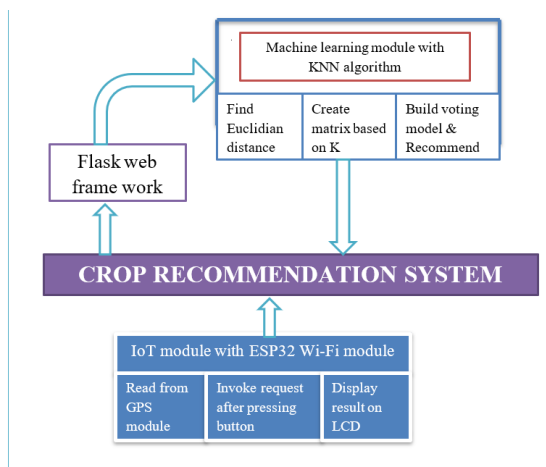 Machine learning module with
KNN algorithm
Find
Euclidian
distance
Create
matrix based
on K
Build voting
model &
Recommend
Flask web
frame work
CROP RECOMMENDATION SYSTEM
IoT module with ESP32 Wi-Fi module
Read from
GPS
module
Invoke request
after pressing
button
Display
result on
LCD